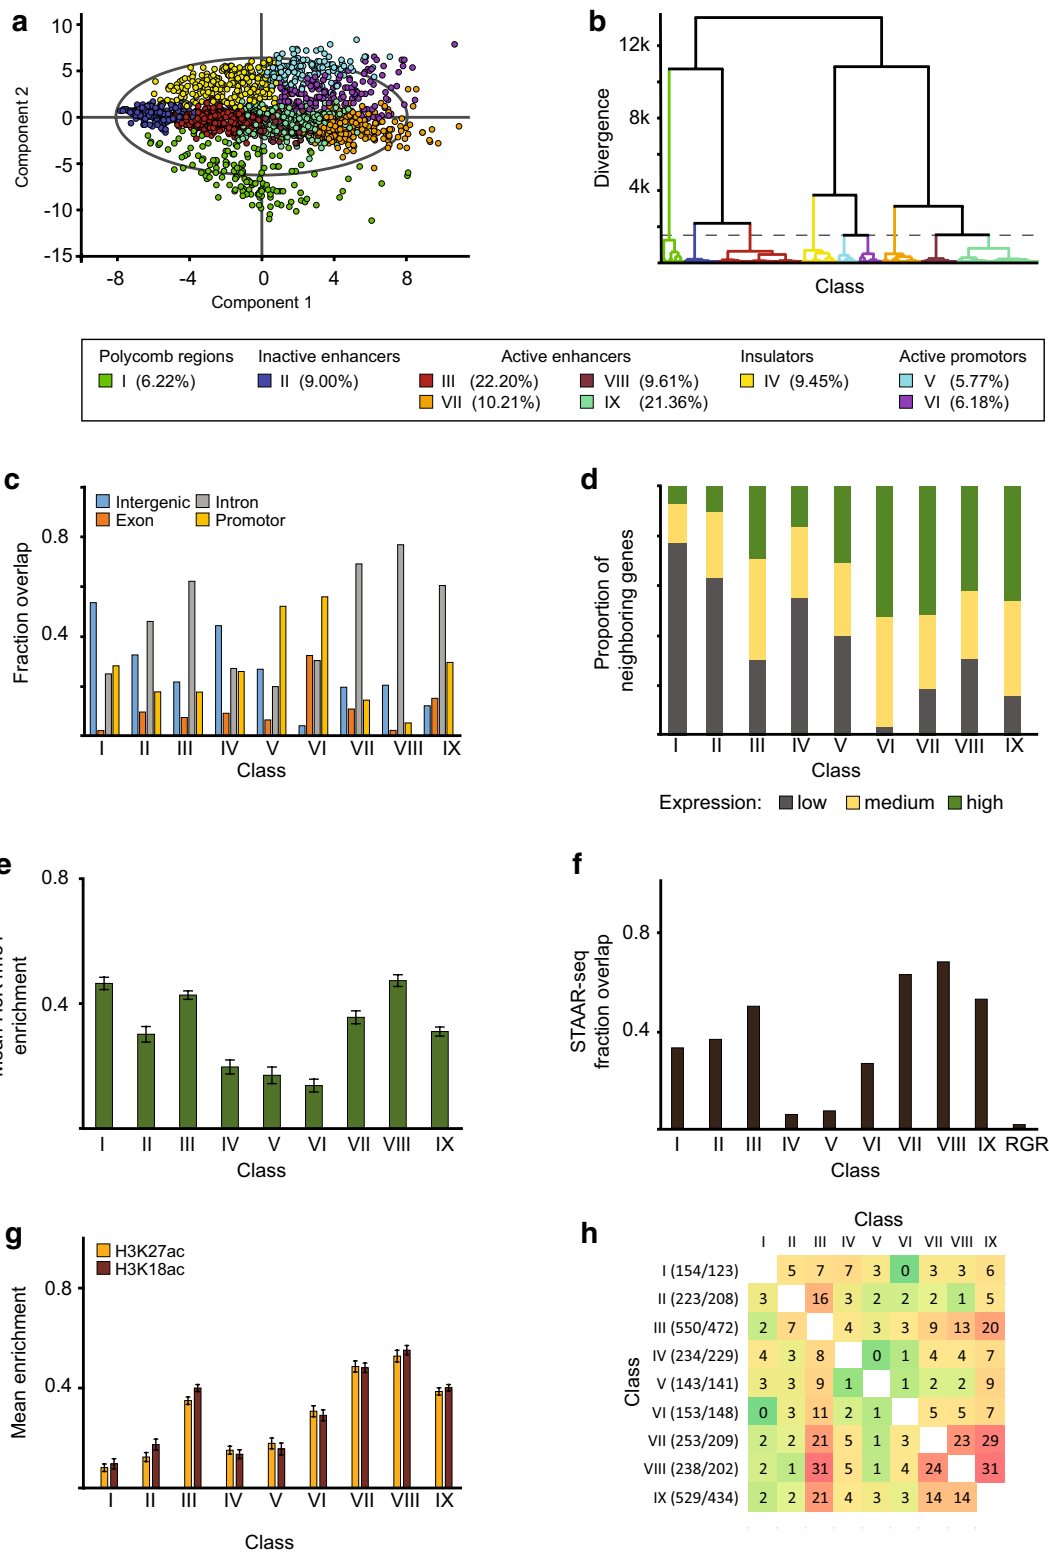 a
10
5
0
-5
-10
-15
Component 2
-8
-4
0
4
8
Component 1
b
12k
8k
4k
Divergence
Class
Polycomb regions
Inactive enhancers
Active enhancers
Insulators
Active promotors
I (6.22%)
II (9.00%)
III (22.20%)
VIII (9.61%)
IV (9.45%)
V (5.77%)
VII (10.21%)
IX (21.36%)
VI (6.18%)
c
Intergenic
Intron
Exon
Promotor
0.8
0.4
Fraction overlap
I II III IV V VI VII VIII IX
Class
d
Proportion of
neighboring genes
I II III IV V VI VII VIII IX
Class
Expression: low medium high
e
0.8
0.4
enrichment
I II III IV V VI VII VIII IX
Class
f
0.8
0.4
STAAR-seq
fraction overlap
I II III IV V VI VII VIII IX RGR
Class
g
H3K27ac
H3K18ac
0.8
0.4
Mean enrichment
I II III IV V VI VII VIII IX
Class
h
Class
I II III IV V VI VII VIII IX
Class
I (154/123) 5 7 7 3 0 3 3 6
II (223/208) 3 16 3 2 2 2 1 5
III (550/472) 2 7 4 3 3 9 13 20
IV (234/229) 4 3 8 0 1 4 4 7
V (143/141) 3 3 9 1 1 2 2 9
VI (153/148) 0 3 11 2 1 5 5 7
VII (253/209) 2 2 21 5 1 3 23 29
VIII (238/202) 2 1 31 5 1 4 24 31
IX (529/434) 2 2 21 4 3 3 14 14